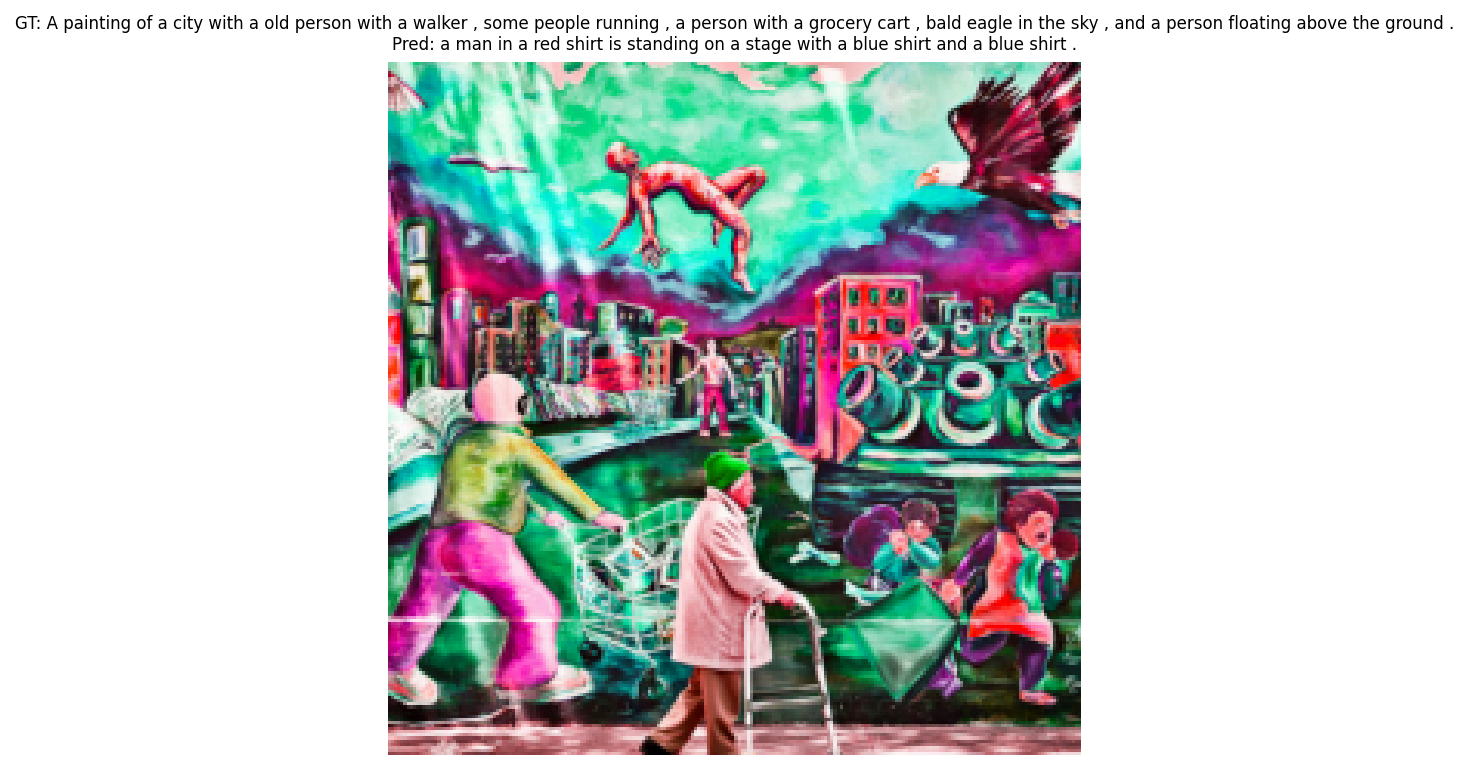 GT: A painting of a city with a old person with a walker , some people running , a person with a grocery cart , bald eagle in the sky , and a person floating above the ground .
Pred: a man in a red shirt is standing on a stage with a blue shirt and a blue shirt .